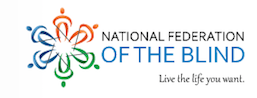 NATIONAL FEDERATION
OF THE BLIND
Live the life you want.